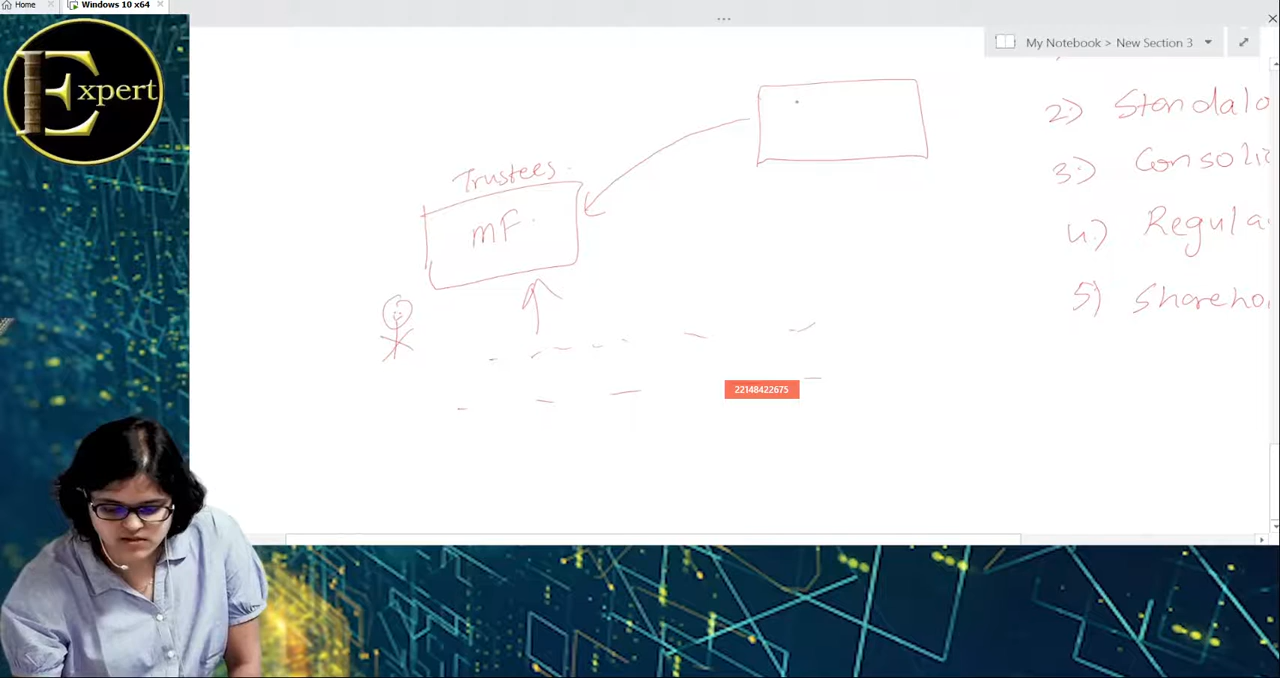 Home
Windows 10 x64
Expert
My Notebook > New Section 3
Trustees
mF
2:) Standalo
3:) Consolid
4:) Regula
5) Shareho
22148422675